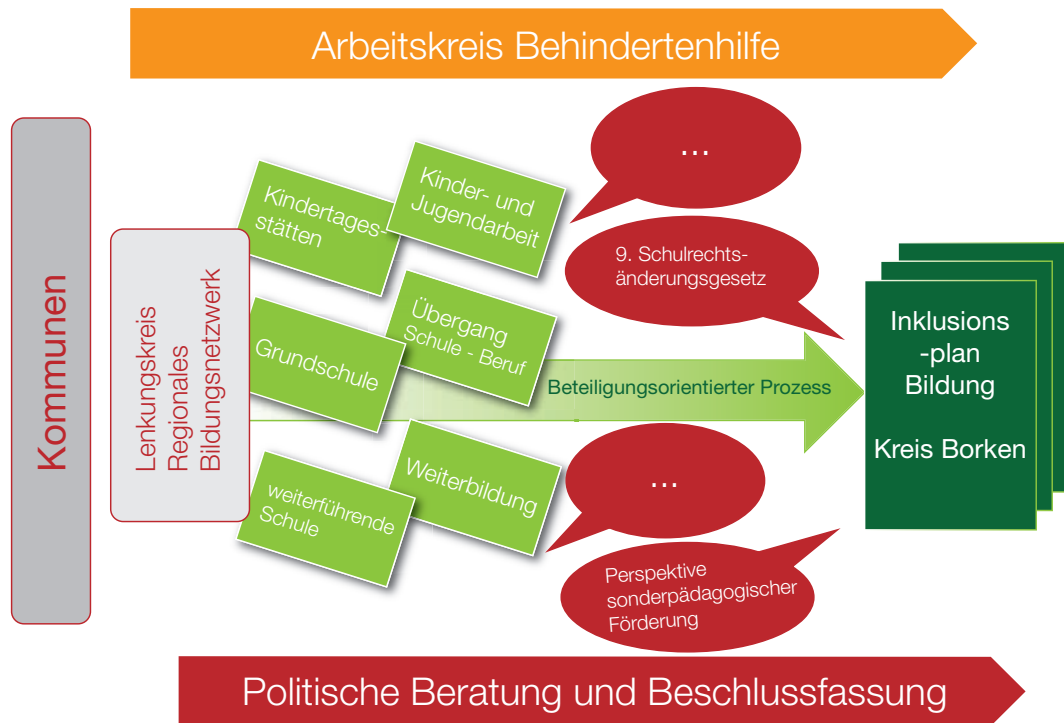 Arbeitskreis Behindertenhilfe
Kommunen
Lenkungskreis
Regionales
Bildungsnetzwerk
Kindertages-
stätten
Kinder- und
Jugendarbeit
Grundschule
Übergang
Schule - Beruf
weiterführende
Schule
Weiterbildung
...
9. Schulrechts-
änderungsgesetz
Beteiligungsorientierter Prozess
...
Perspektive
sonderpädagogischer
Förderung
Inklusions
-plan
Bildung
Kreis Borken
Politische Beratung und Beschlussfassung